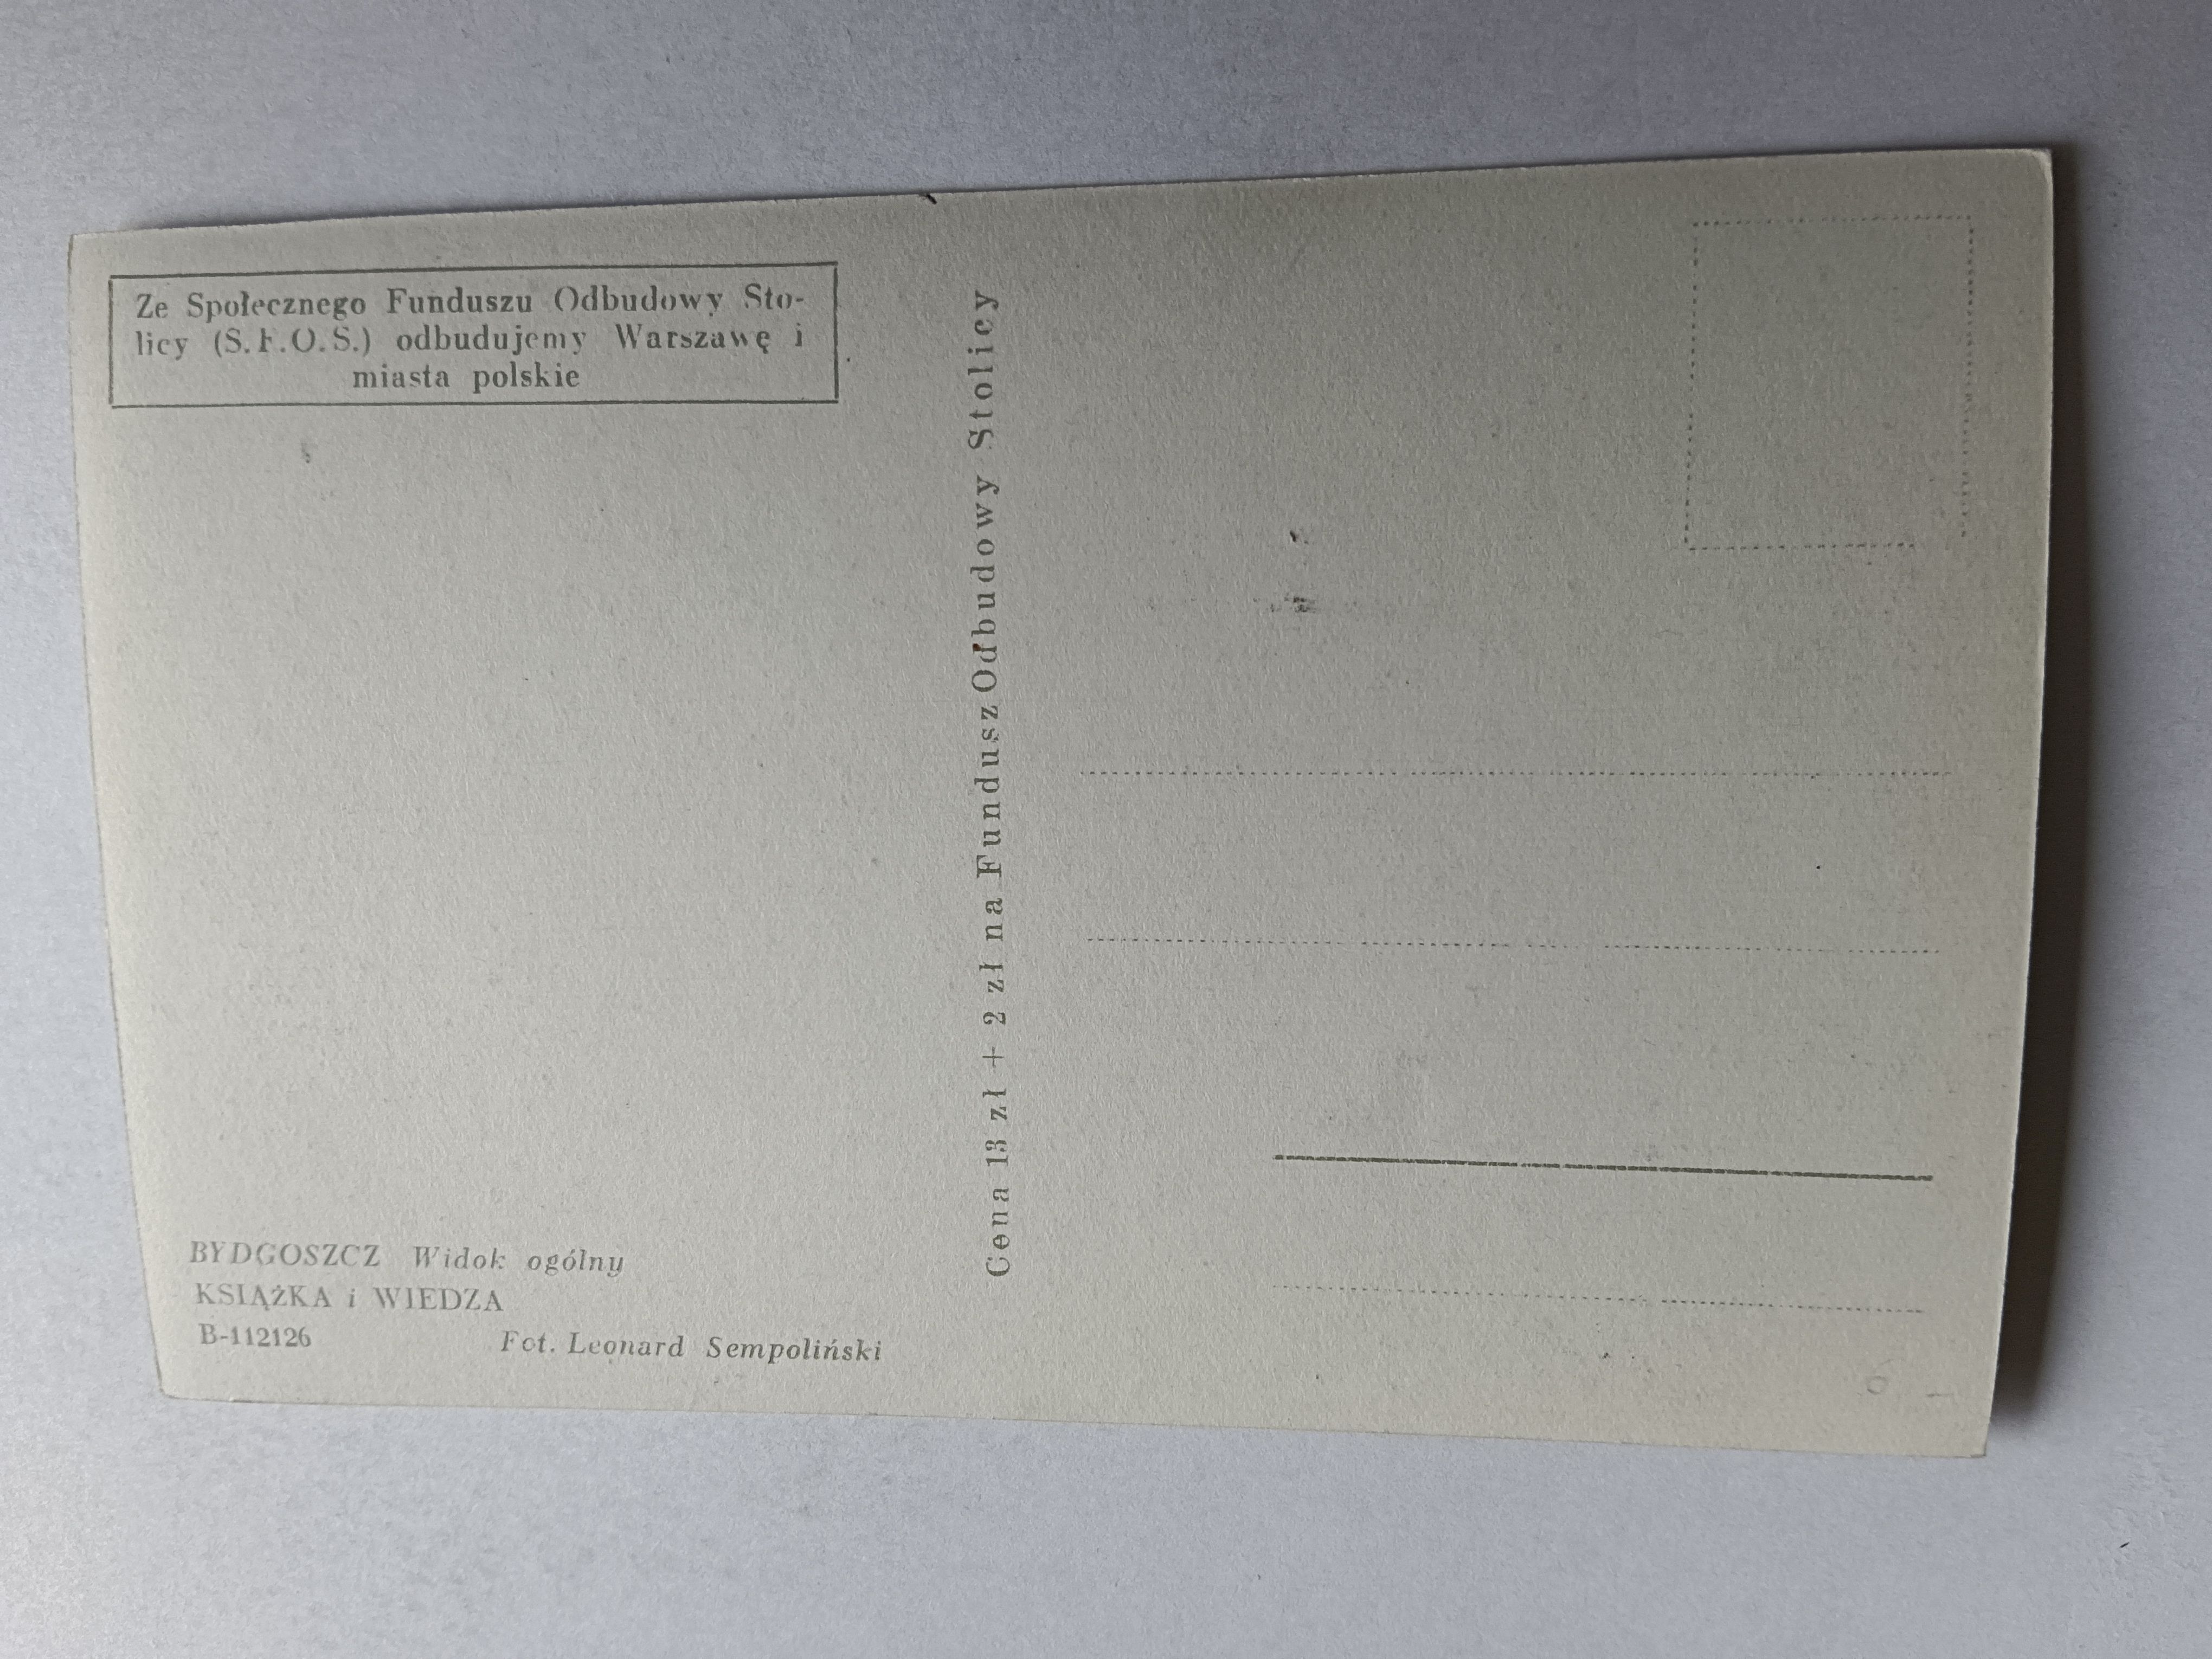 Ze Społecznego Funduszu Odbudowy Sto-
licy (S.F.O.S.) odbudujemy Warszawę i
miasta polskie
Cena 13 zł + 2 zł na Fundusz Odbudowy Stolicy
BYDGOSZCZ Widok ogólny
KSIĄŻKA i WIEDZA
B-112126 Fot. Leonard Sempoliński